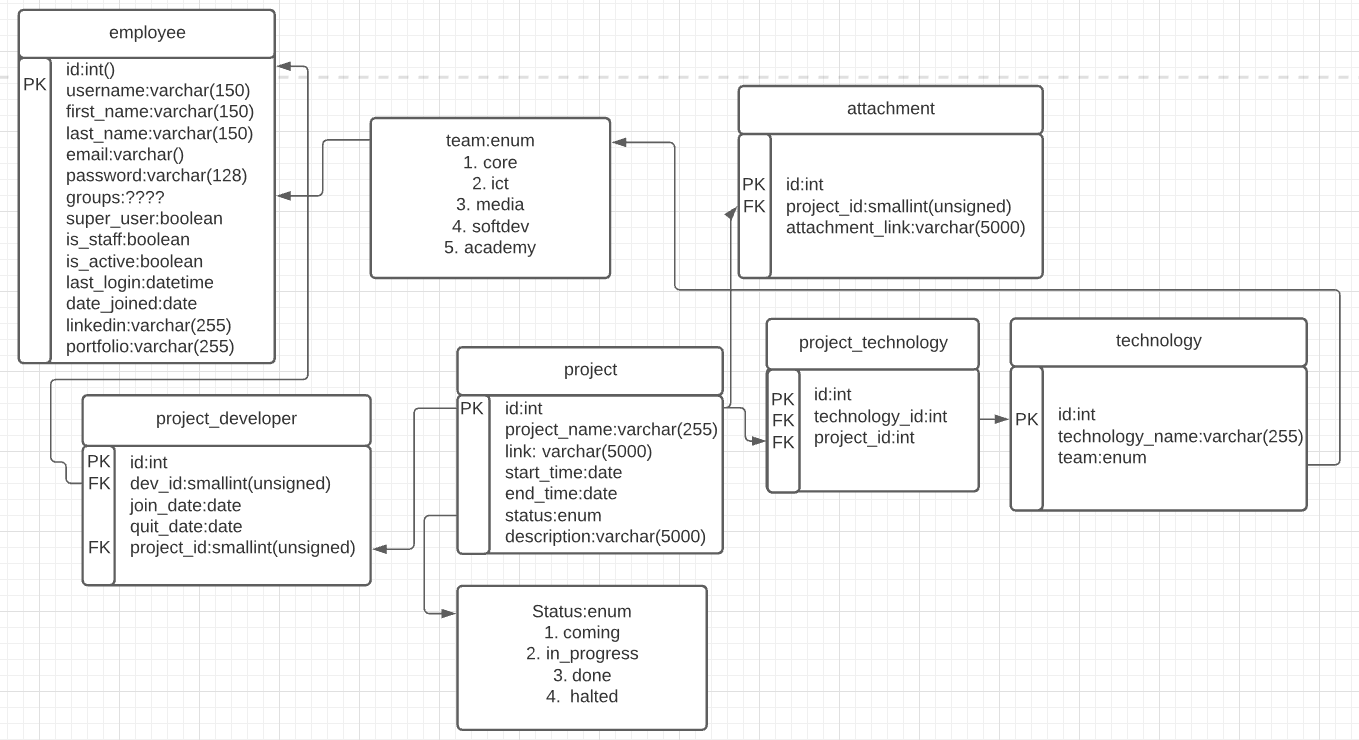 employee
PK
id:int()
username:varchar(150)
first_name:varchar(150)
last_name:varchar(150)
email:varchar()
password:varchar(128)
groups:????
super_user:boolean
is_staff:boolean
is_active:boolean
last_login:datetime
date_joined:date
linkedin:varchar(255)
portfolio:varchar(255)
team:enum
1. core
2. ict
3. media
4. softdev
5. academy
attachment
PK id:int
FK project_id:smallint(unsigned)
attachment_link:varchar(5000)
project_developer
PK id:int
FK dev_id:smallint(unsigned)
join_date:date
quit_date:date
FK project_id:smallint(unsigned)
project
PK id:int
project_name:varchar(255)
link: varchar(5000)
start_time:date
end_time:date
status:enum
description:varchar(5000)
project_technology
PK id:int
FK technology_id:int
FK project_id:int
technology
PK id:int
technology_name:varchar(255)
team:enum
Status:enum
1. coming
2. in_progress
3. done
4. halted